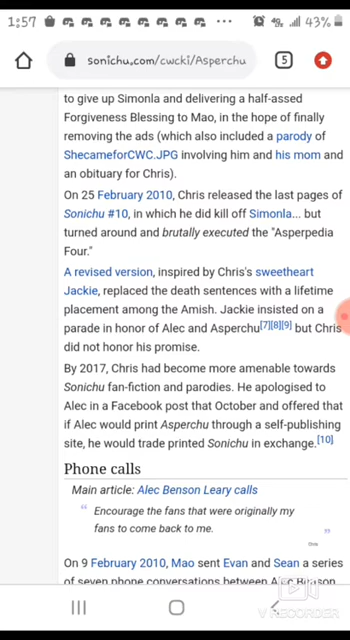 1:57
43%
sonichu.com/cwcki/Asperchu
5
to give up Simonla and delivering a half-assed
Forgiveness Blessing to Mao, in the hope of finally
removing the ads (which also included a parody of
ShecameforCWC.JPG involving him and his mom and
an obituary for Chris).
On 25 February 2010, Chris released the last pages of
Sonichu #10, in which he did kill off Simonla... but
turned around and brutally executed the "Asperpedia
Four."
A revised version, inspired by Chris's sweetheart
Jackie, replaced the death sentences with a lifetime
placement among the Amish. Jackie insisted on a
parade in honor of Alec and Asperchu[7][8][9] but Chris
did not honor his promise.
By 2017, Chris had become more amenable towards
Sonichu fan-fiction and parodies. He apologised to
Alec in a Facebook post that October and offered that
if Alec would print Asperchu through a self-publishing
site, he would trade printed Sonichu in exchange.[10]
Phone calls
Main article: Alec Benson Leary calls
“ Encourage the fans that were originally my
fans to come back to me. ”
On 9 February 2010, Mao sent Evan and Sean a series
of seven phone conversations between Alec Benson
VRECORDER